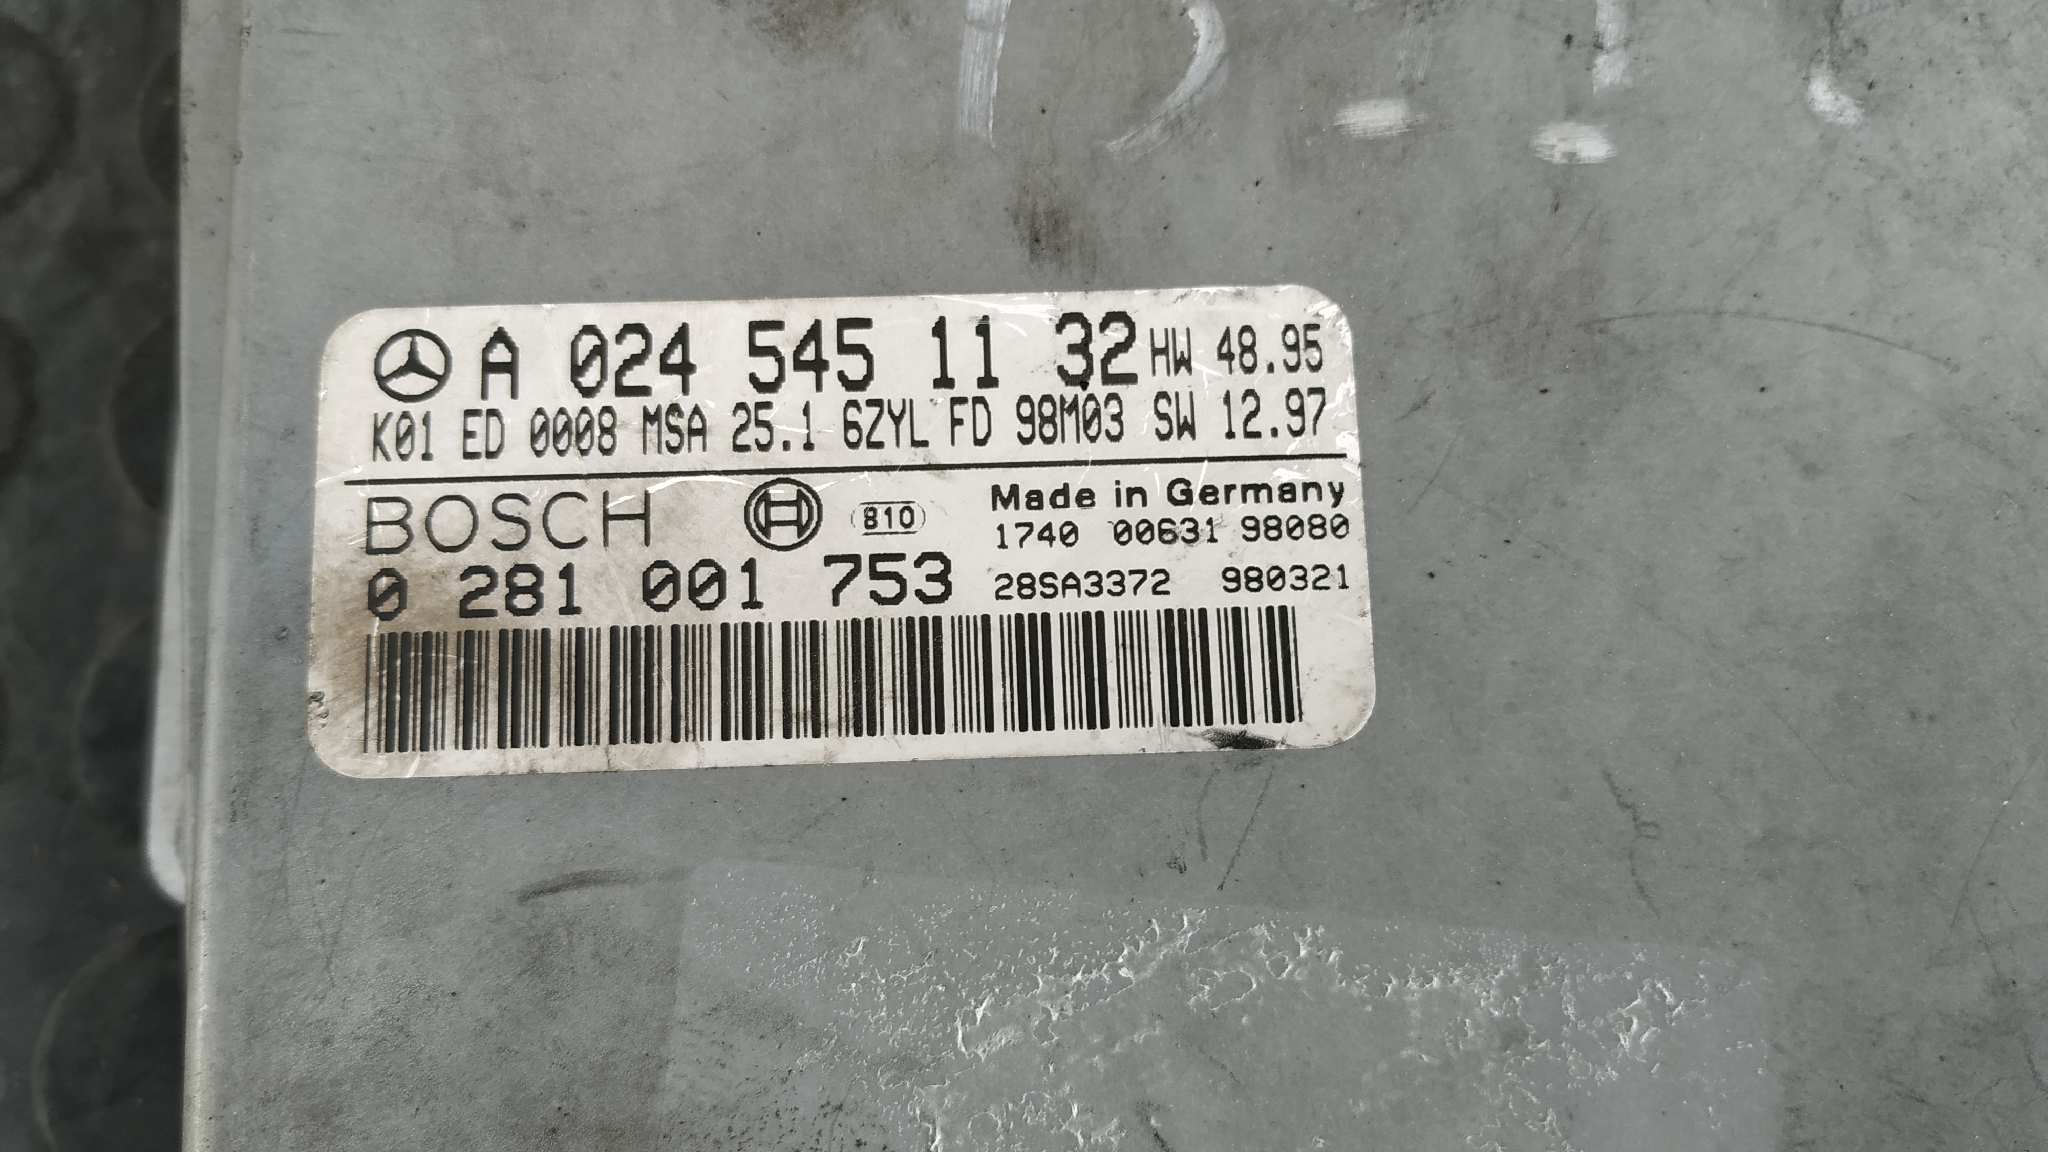 A 024 545 11 32 HW 48.95
K01 ED 0008 MSA 25.1 6ZYL FD 98M03 SW 12.97
BOSCH 810 Made in Germany
1740 00631 98080
0 281 001 753 28SA3372 980321